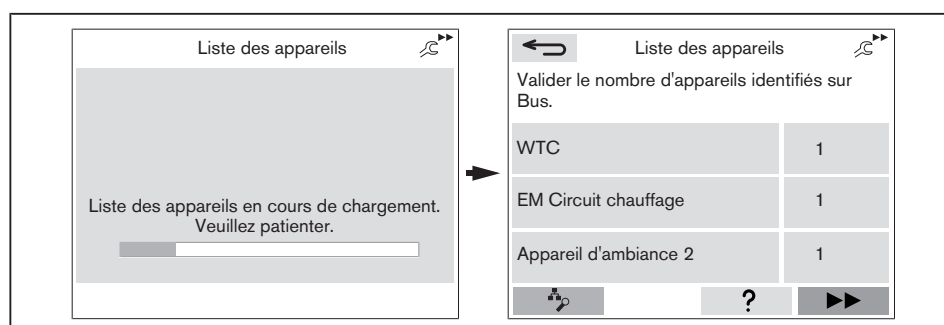 Liste des appareils
Liste des appareils en cours de chargement.
Veuillez patienter.
Liste des appareils
Valider le nombre d'appareils identifiés sur
Bus.
WTC 1
EM Circuit chauffage 1
Appareil d'ambiance 2 1
?